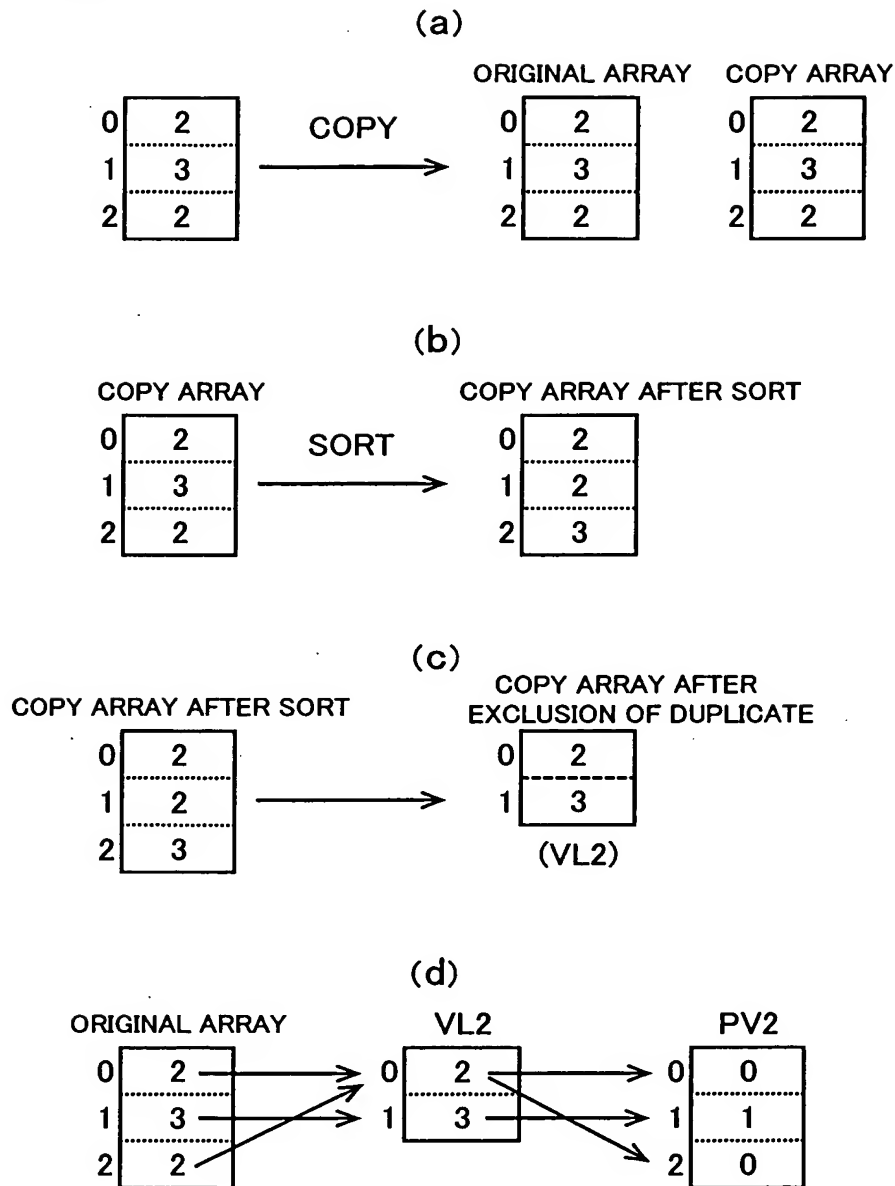 (a)
ORIGINAL ARRAY COPY ARRAY
0 2 COPY 0 2 0 2
1 3 1 3 1 3
2 2 2 2 2 2
(b)
COPY ARRAY COPY ARRAY AFTER SORT
0 2 SORT 0 2
1 3 1 2
2 2 2 3
(c)
COPY ARRAY AFTER SORT COPY ARRAY AFTER
EXCLUSION OF DUPLICATE
0 2 0 2
1 2 1 3
2 3
(VL2)
(d)
ORIGINAL ARRAY VL2 PV2
0 2 0 2 0 0
1 3 1 3 1 1
2 2 2 0